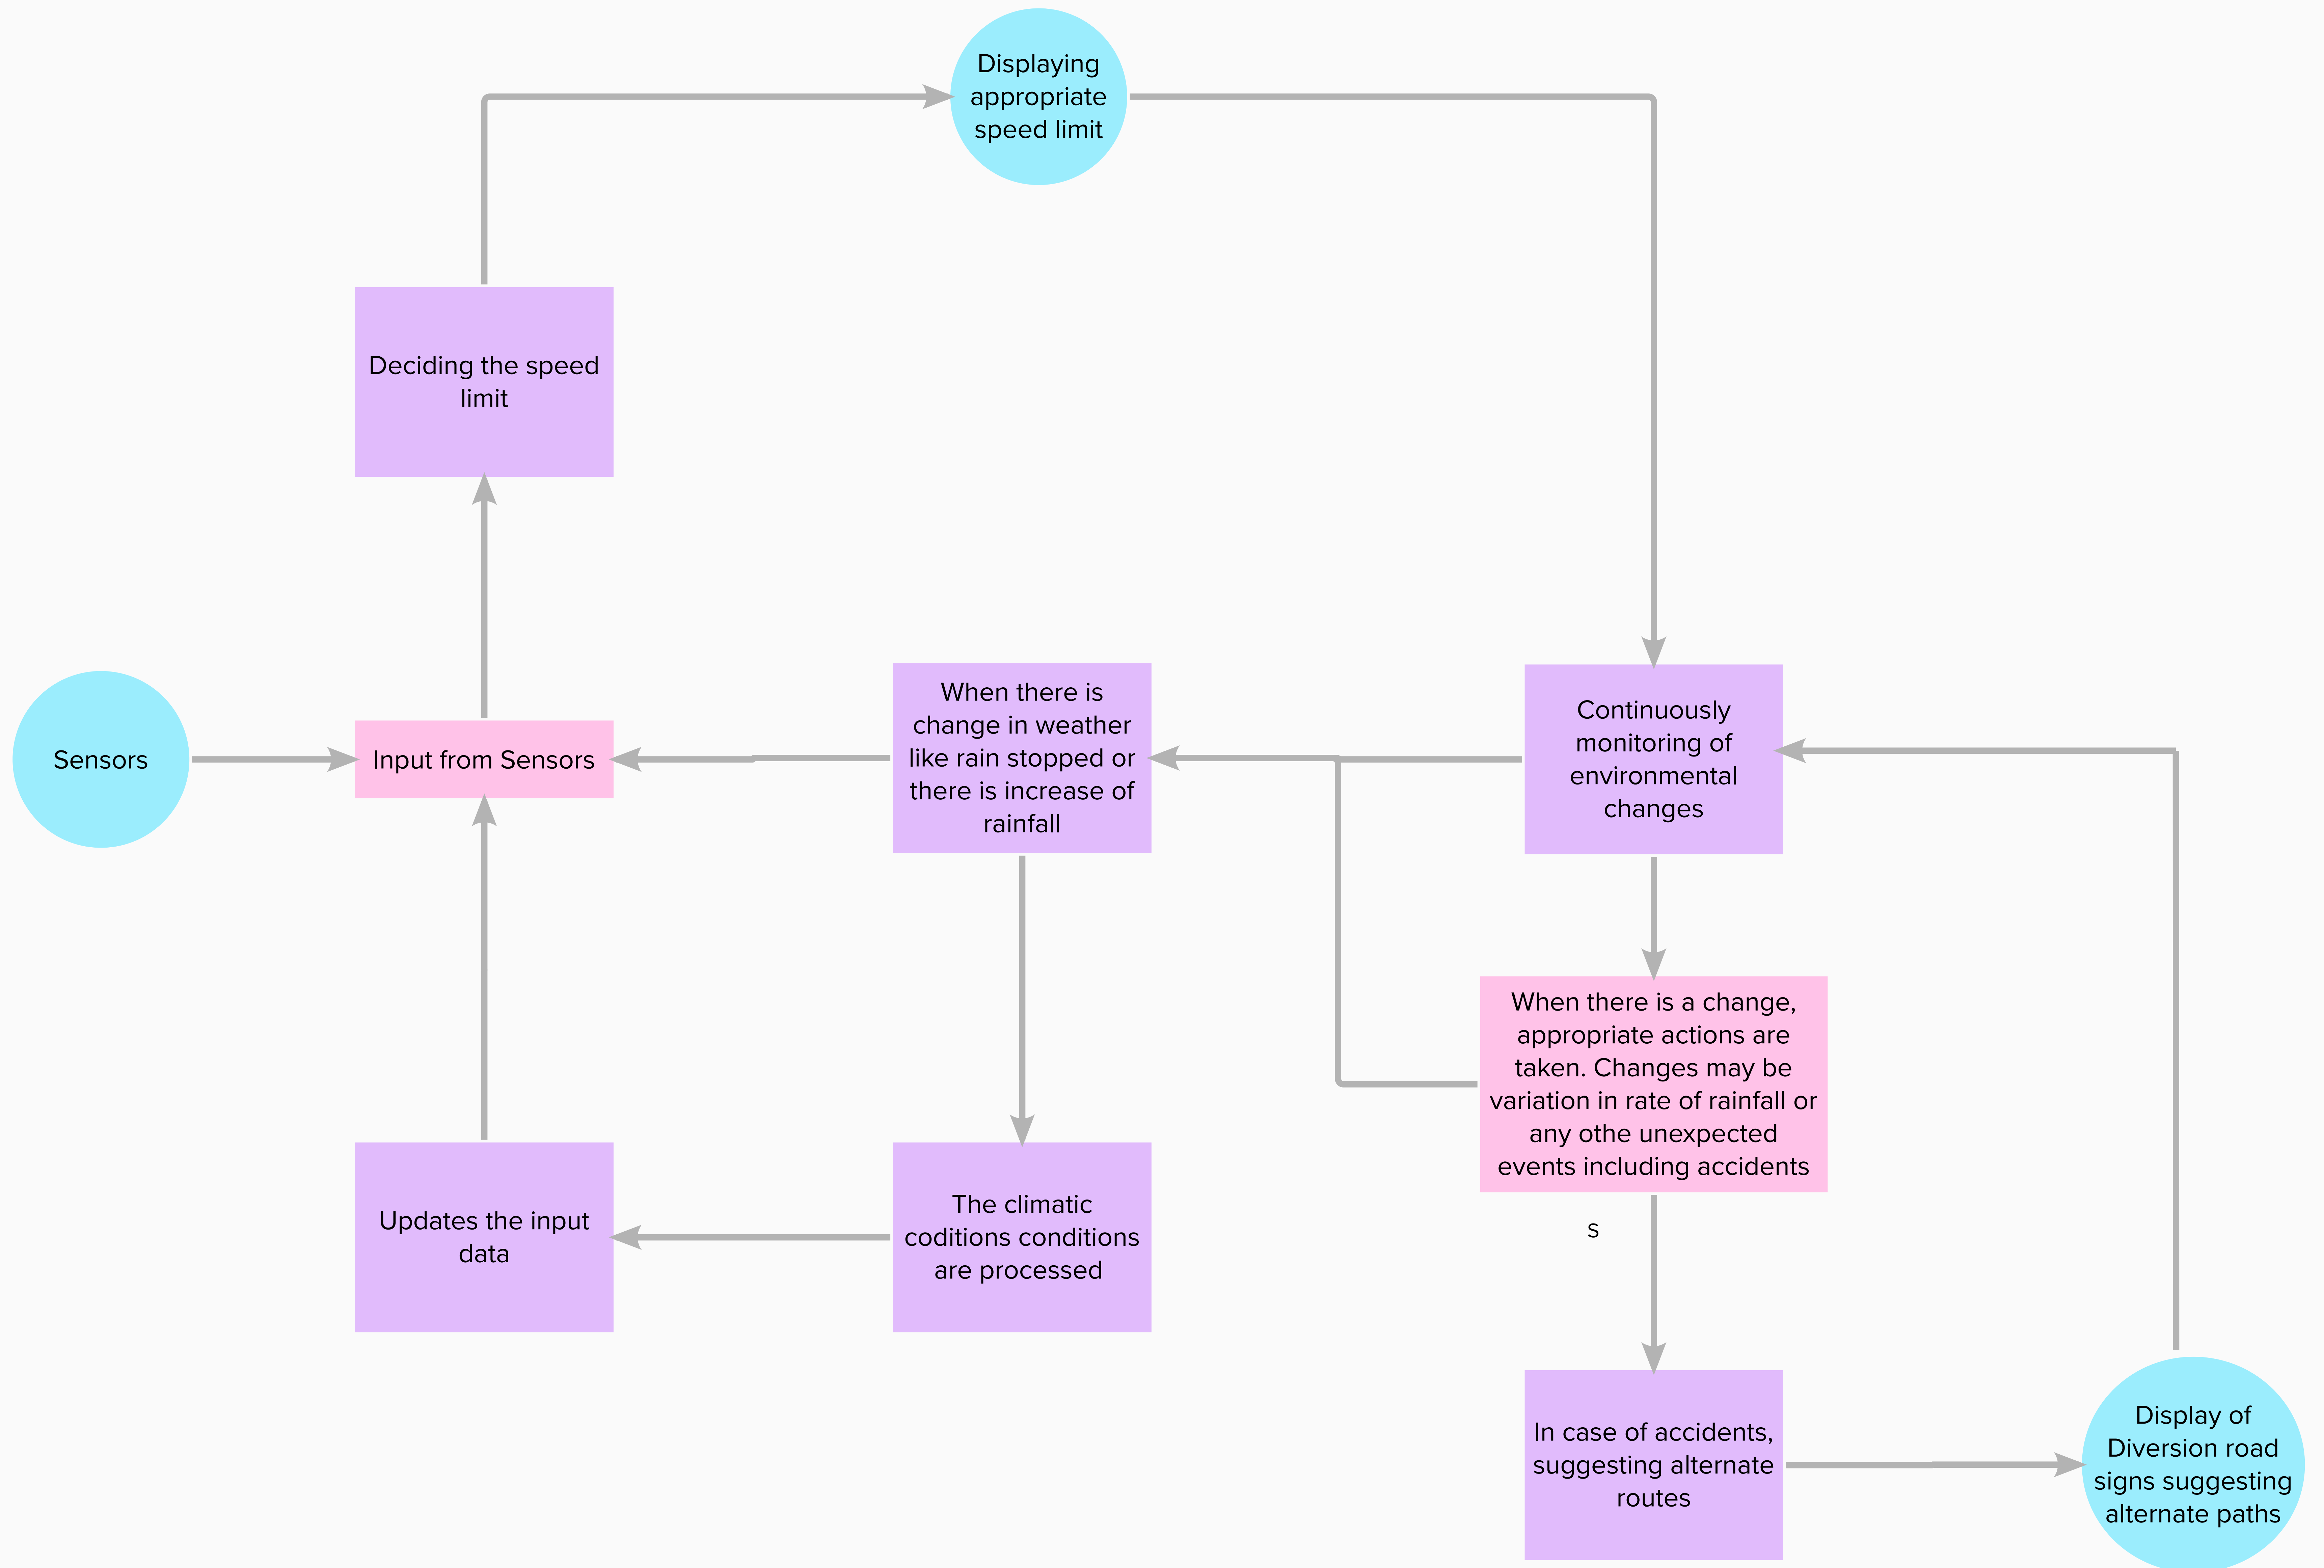 Displaying
appropriate
speed limit
Deciding the speed
limit
Sensors
Input from Sensors
When there is
change in weather
like rain stopped or
there is increase of
rainfall
Continuously
monitoring of
environmental
changes
When there is a change,
appropriate actions are
taken. Changes may be
variation in rate of rainfall or
any othe unexpected
events including accidents
s
Updates the input
data
The climatic
coditions conditions
are processed
In case of accidents,
suggesting alternate
routes
Display of
Diversion road
signs suggesting
alternate paths